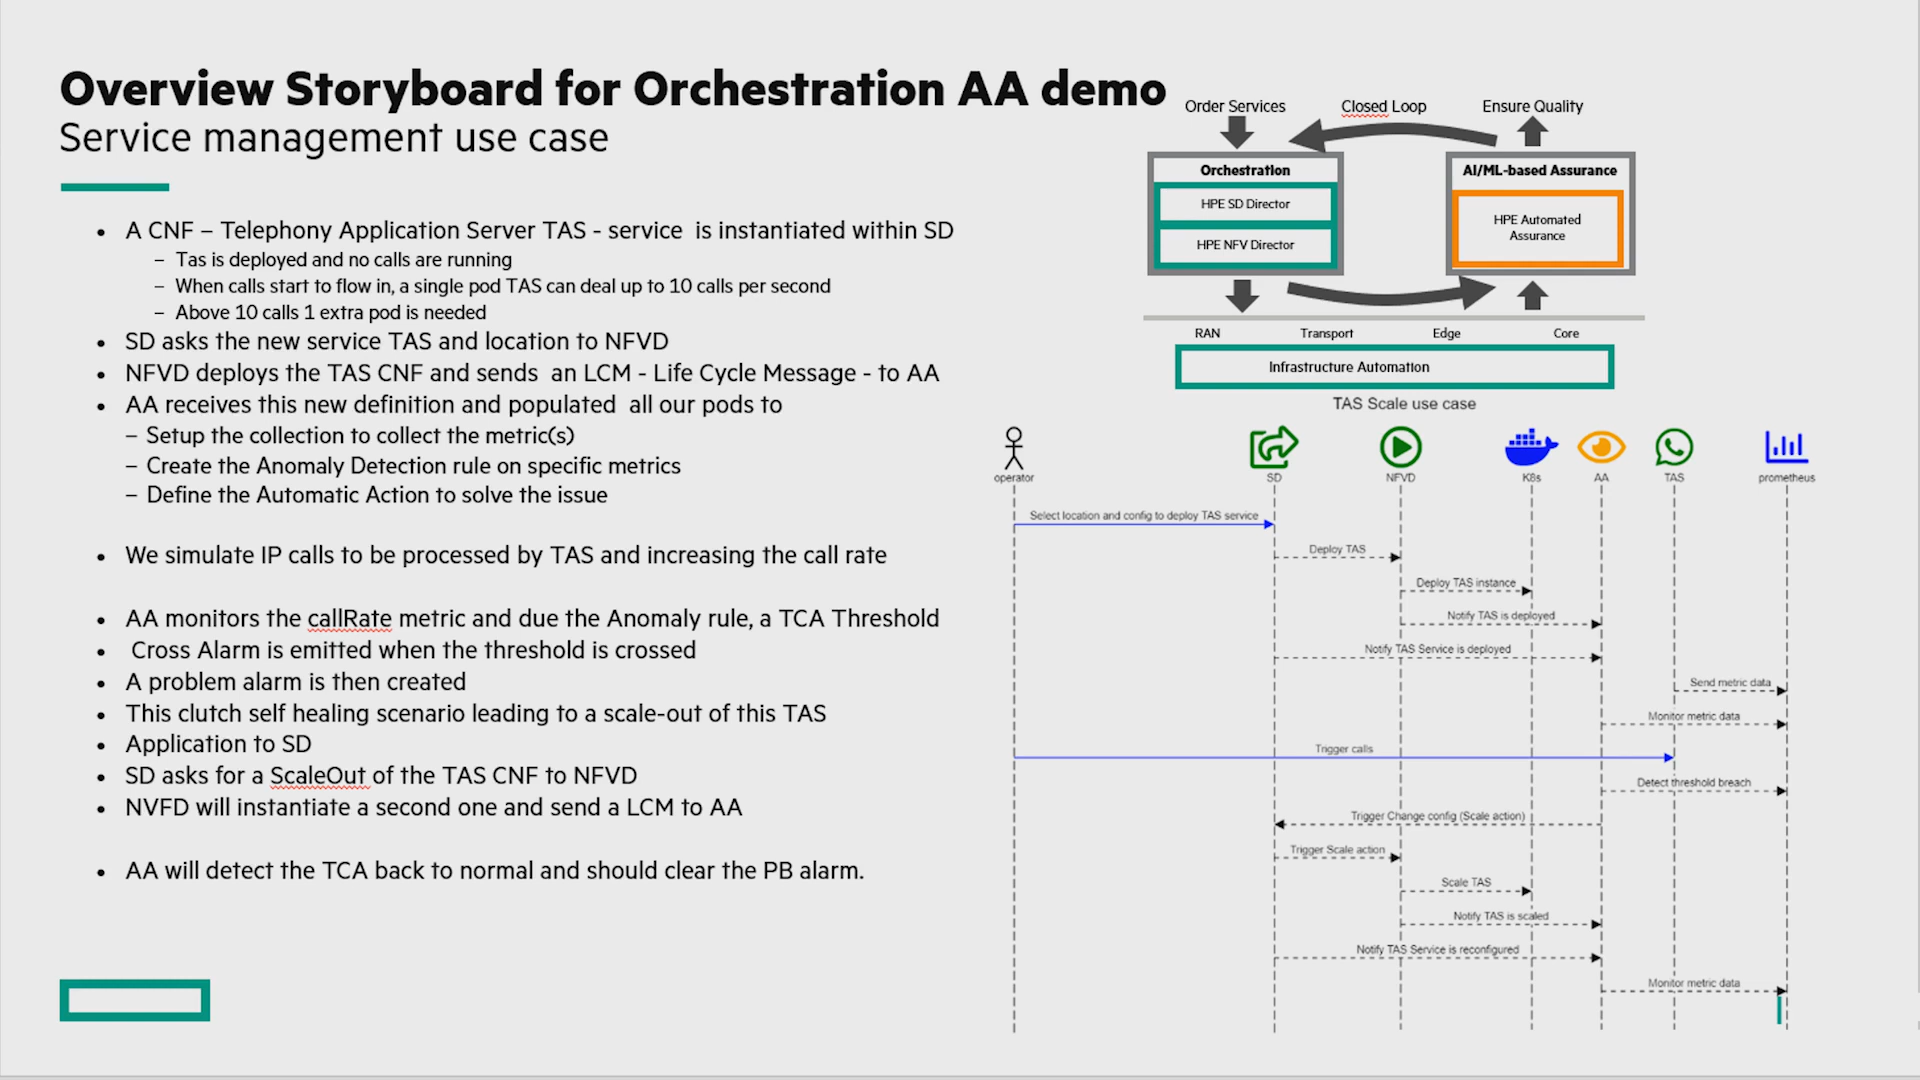 Overview Storyboard for Orchestration AA demo
Service management use case
• A CNF – Telephony Application Server TAS - service is instantiated within SD
– Tas is deployed and no calls are running
– When calls start to flow in, a single pod TAS can deal up to 10 calls per second
– Above 10 calls 1 extra pod is needed
• SD asks the new service TAS and location to NFVD
• NFVD deploys the TAS CNF and sends an LCM - Life Cycle Message - to AA
• AA receives this new definition and populated all our pods to
– Setup the collection to collect the metric(s)
– Create the Anomaly Detection rule on specific metrics
– Define the Automatic Action to solve the issue
• We simulate IP calls to be processed by TAS and increasing the call rate
• AA monitors the callRate metric and due the Anomaly rule, a TCA Threshold
• Cross Alarm is emitted when the threshold is crossed
• A problem alarm is then created
• This clutch self healing scenario leading to a scale-out of this TAS
• Application to SD
• SD asks for a ScaleOut of the TAS CNF to NFVD
• NVFD will instantiate a second one and send a LCM to AA
• AA will detect the TCA back to normal and should clear the PB alarm.
Order Services
Closed Loop
Ensure Quality
Orchestration
HPE SD Director
HPE NFV Director
AI/ML-based Assurance
HPE Automated
Assurance
RAN
Transport
Edge
Core
Infrastructure Automation
TAS Scale use case
operator
SD
NFVD
K8s
AA
TAS
prometheus
Select location and config to deploy TAS service
Deploy TAS
Deploy TAS instance
Notify TAS is deployed
Notify TAS Service is deployed
Send metric data
Monitor metric data
Trigger calls
Detect threshold breach
Trigger Change config (Scale action)
Trigger Scale action
Scale TAS
Notify TAS is scaled
Notify TAS Service is reconfigured
Monitor metric data